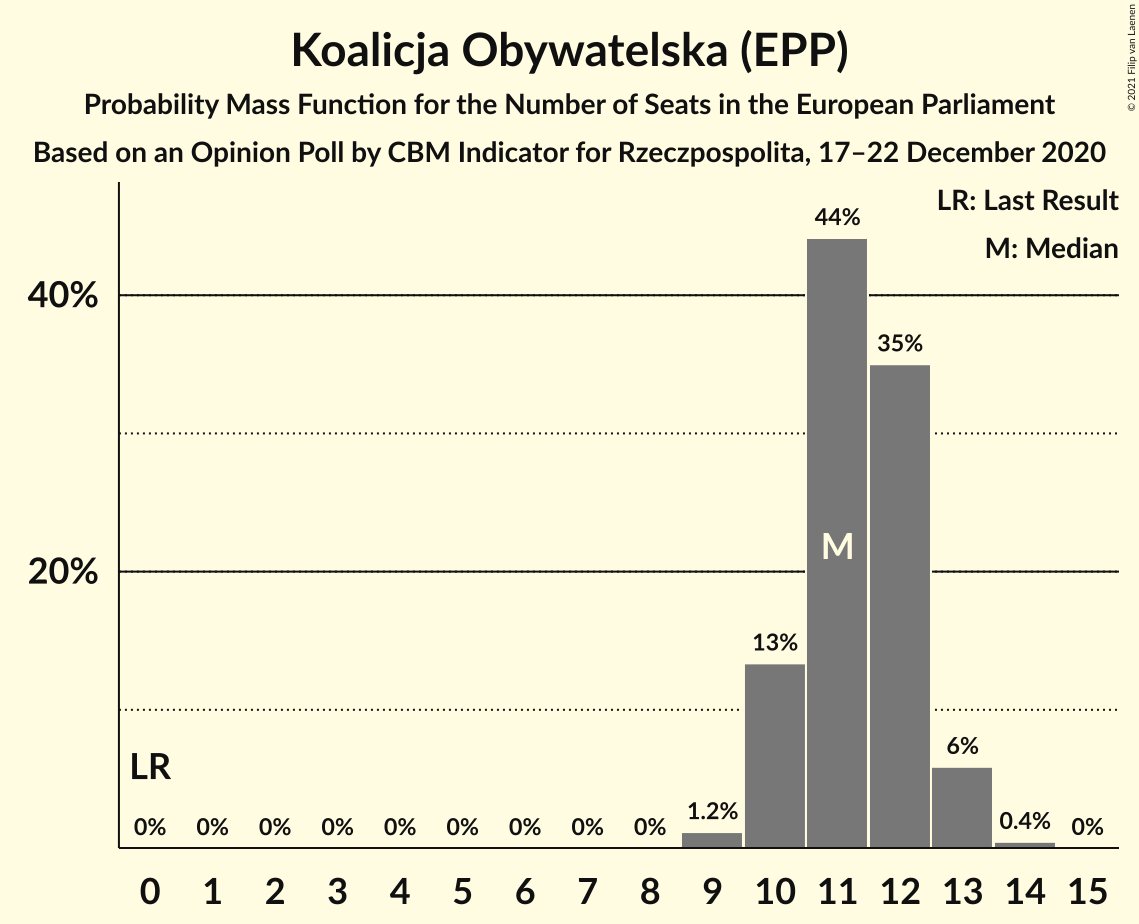 Koalicja Obywatelska (EPP)
Probability Mass Function for the Number of Seats in the European Parliament
Based on an Opinion Poll by CBM Indicator for Rzeczpospolita, 17–22 December 2020
© 2021 Filip van Laenen
LR: Last Result
M: Median
44%
40%
35%
M
20%
13%
6%
LR
0% 0% 0% 0% 0% 0% 0% 0% 0% 1.2% 0.4% 0%
0 1 2 3 4 5 6 7 8 9 10 11 12 13 14 15